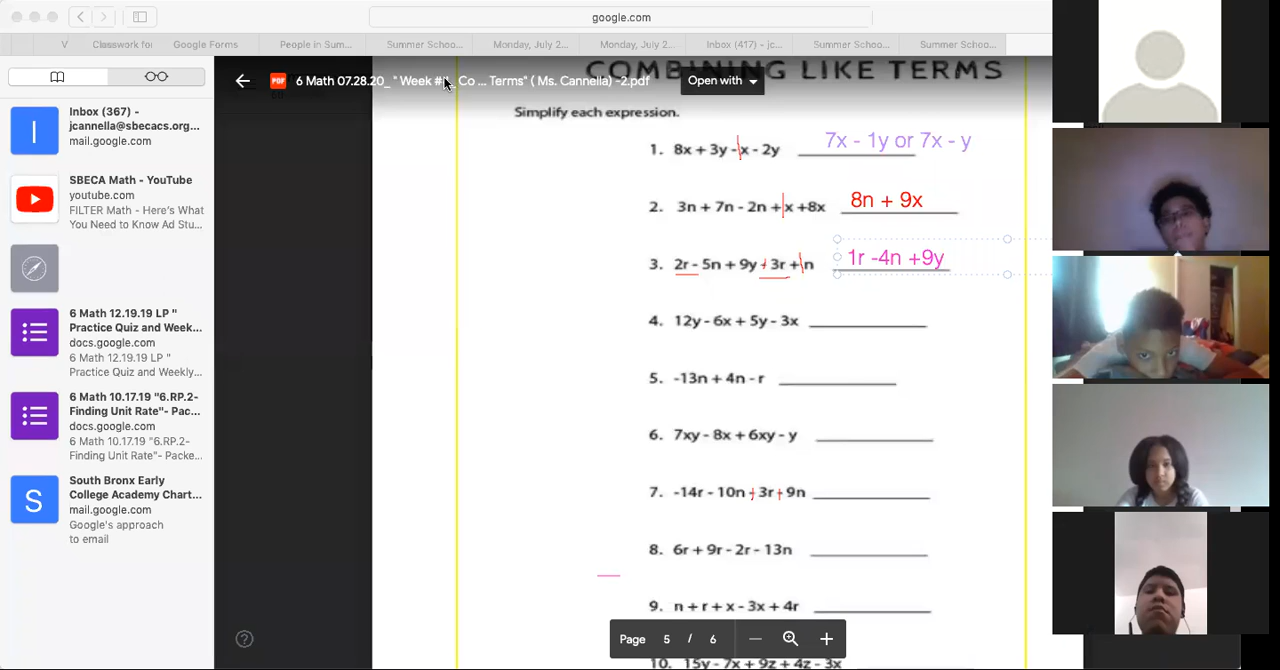 google.com
V
Classwork for
Google Forms
People in Sum...
Summer Schoo...
Monday, July 2...
Monday, July 2...
Inbox (417) – jc...
Summer Schoo...
Summer Schoo...
6 Math 07.28.20_ " Week #
_ Co ... Terms" ( Ms. Cannella) -2.pdf
Open with
Inbox (367) -
jcannella@sbecacs.org...
mail.google.com
SBECA Math - YouTube
youtube.com
FILTER Math - Here's What
You Need to Know Ad Stu...
6 Math 12.19.19 LP "
Practice Quiz and Week...
docs.google.com
6 Math 12.19.19 LP "
Practice Quiz and Weekly...
6 Math 10.17.19 "6.RP.2-
Finding Unit Rate"- Pac...
docs.google.com
6 Math 10.17.19 "6.RP.2-
Finding Unit Rate"- Packe...
South Bronx Early
College Academy Chart...
mail.google.com
Google's approach
to email
COMBINING LIKE TERMS
Simplify each expression.
1. 8x + 3y - x - 2y 7x - 1y or 7x - y
2. 3n + 7n - 2n + x +8x 8n + 9x
3. 2r - 5n + 9y - 3r + n 1r -4n +9y
4. 12y - 6x + 5y - 3x
5. -13n + 4n - r
6. 7xy - 8x + 6xy - y
7. -14r - 10n + 3r + 9n
8. 6r + 9r - 2r - 13n
9. n + r + x - 3x + 4r
10. 15y - 7x + 9z + 4z - 3x
Page 5 / 6